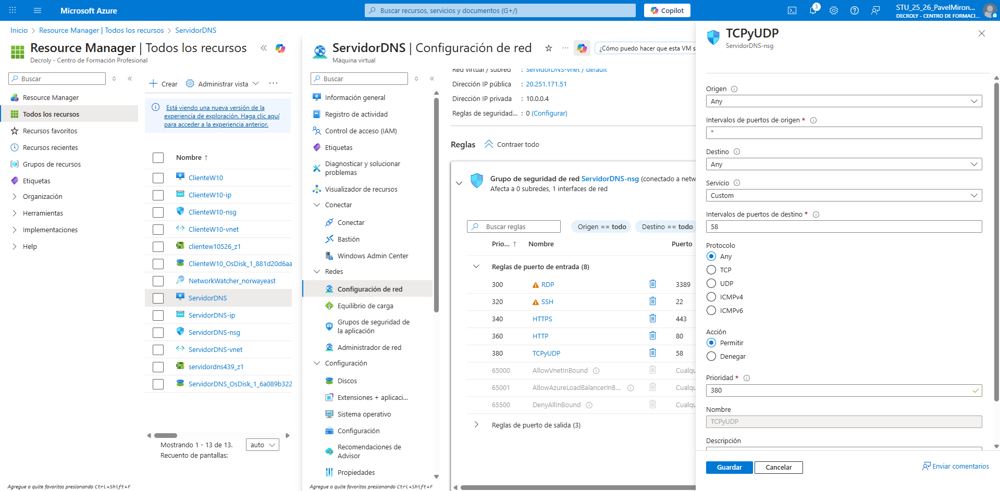 Microsoft Azure
Buscar recursos, servicios y documentos (G+/)
Copilot
3
STU_25_26_PavelMiron...
DECROLY - CENTRO DE FORMACI...
Inicio > Resource Manager | Todos los recursos > ServidorDNS
Resource Manager | Todos los recursos
Decroly - Centro de Formación Profesional
Buscar
Resource Manager
Todos los recursos
Recursos favoritos
Recursos recientes
Grupos de recursos
Etiquetas
Organización
Herramientas
Implementaciones
Help
Agregue o quite favoritos presionando Ctrl+Shift+F
Crear
Administrar vista
Está viendo una nueva versión de la
experiencia de exploración. Haga clic aquí
para acceder a la experiencia anterior.
Nombre ↑
ClienteW10
ClienteW10-ip
ClienteW10-nsg
ClienteW10-vnet
clientew10526_z1
ClienteW10_OsDisk_1_881d20d6aa
NetworkWatcher_norwayeast
ServidorDNS
ServidorDNS-ip
ServidorDNS-nsg
ServidorDNS-vnet
servidordns439_z1
ServidorDNS_OsDisk_1_6a089b322
Mostrando 1 - 13 de 13.
Recuento de pantallas:
auto
ServidorDNS | Configuración de red
Máquina virtual
¿Cómo puedo hacer que esta VM s
Buscar
Información general
Registro de actividad
Control de acceso (IAM)
Etiquetas
Diagnosticar y solucionar
problemas
Visualizador de recursos
Conectar
Conectar
Bastión
Windows Admin Center
Redes
Configuración de red
Equilibrio de carga
Grupos de seguridad de
la aplicación
Administrador de red
Configuración
Discos
Extensiones + aplicaci...
Sistema operativo
Configuración
Recomendaciones de
Advisor
Propiedades
Agregue o quite favoritos presionando Ctrl+Shift+F
Red virtual / subred : ServidorDNS-vnet / default
Dirección IP pública : 20.251.171.51
Dirección IP privada : 10.0.0.4
Reglas de seguridad... : 0 (Configurar)
Reglas
Contraer todo
Grupo de seguridad de red ServidorDNS-nsg (conectado a netw
Afecta a 0 subredes, 1 interfaces de red
Buscar reglas
Origen == todo
Destino == todo
Prio... ↑ Nombre Puerto
Reglas de puerto de entrada (8)
300 RDP 3389
320 SSH 22
340 HTTPS 443
360 HTTP 80
380 TCPyUDP 58
65000 AllowVnetInBound Cualqu
65001 AllowAzureLoadBalancerInB... Cualqu
65500 DenyAllInBound Cualqu
Reglas de puerto de salida (3)
TCPyUDP
ServidorDNS-nsg
Origen
Any
Intervalos de puertos de origen *
*
Destino
Any
Servicio
Custom
Intervalos de puertos de destino *
58
Protocolo
Any
TCP
UDP
ICMPv4
ICMPv6
Acción
Permitir
Denegar
Prioridad *
380
Nombre
TCPyUDP
Descripción
Guardar
Cancelar
Enviar comentarios